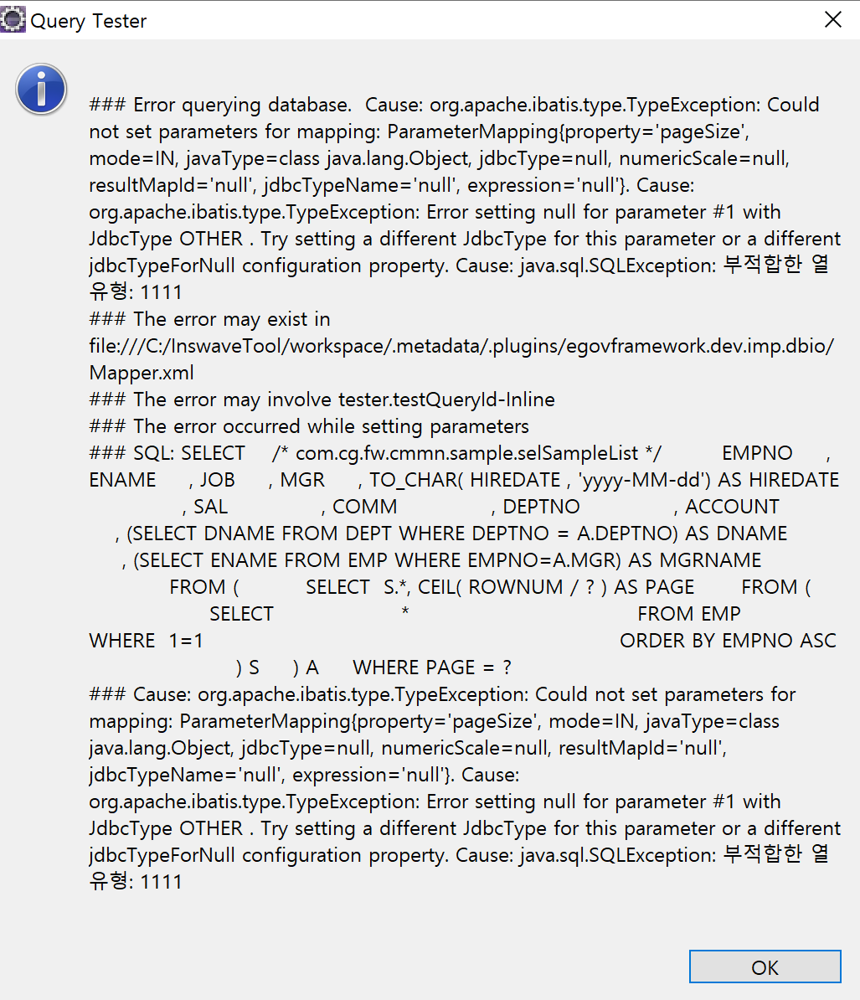 Query Tester
### Error querying database.  Cause: org.apache.ibatis.type.TypeException: Could
not set parameters for mapping: ParameterMapping{property='pageSize',
mode=IN, javaType=class java.lang.Object, jdbcType=null, numericScale=null,
resultMapId='null', jdbcTypeName='null', expression='null'}. Cause:
org.apache.ibatis.type.TypeException: Error setting null for parameter #1 with
JdbcType OTHER . Try setting a different JdbcType for this parameter or a different
jdbcTypeForNull configuration property. Cause: java.sql.SQLException: 부적합한 열
유형: 1111
### The error may exist in
file:///C:/InswaveTool/workspace/.metadata/.plugins/egovframework.dev.imp.dbio/
Mapper.xml
### The error may involve tester.testQueryId-Inline
### The error occurred while setting parameters
### SQL: SELECT    /* com.cg.fw.cmmn.sample.selSampleList */         EMPNO     ,
ENAME     , JOB     , MGR     , TO_CHAR( HIREDATE , 'yyyy-MM-dd') AS HIREDATE
, SAL              , COMM              , DEPTNO              , ACCOUNT
, (SELECT DNAME FROM DEPT WHERE DEPTNO = A.DEPTNO) AS DNAME
, (SELECT ENAME FROM EMP WHERE EMPNO=A.MGR) AS MGRNAME
FROM (          SELECT  S.*, CEIL( ROWNUM / ? ) AS PAGE       FROM (
SELECT                   *                                  FROM EMP
WHERE  1=1                                                              ORDER BY EMPNO ASC
) S     ) A     WHERE PAGE = ?
### Cause: org.apache.ibatis.type.TypeException: Could not set parameters for
mapping: ParameterMapping{property='pageSize', mode=IN, javaType=class
java.lang.Object, jdbcType=null, numericScale=null, resultMapId='null',
jdbcTypeName='null', expression='null'}. Cause:
org.apache.ibatis.type.TypeException: Error setting null for parameter #1 with
JdbcType OTHER . Try setting a different JdbcType for this parameter or a different
jdbcTypeForNull configuration property. Cause: java.sql.SQLException: 부적합한 열
유형: 1111
OK